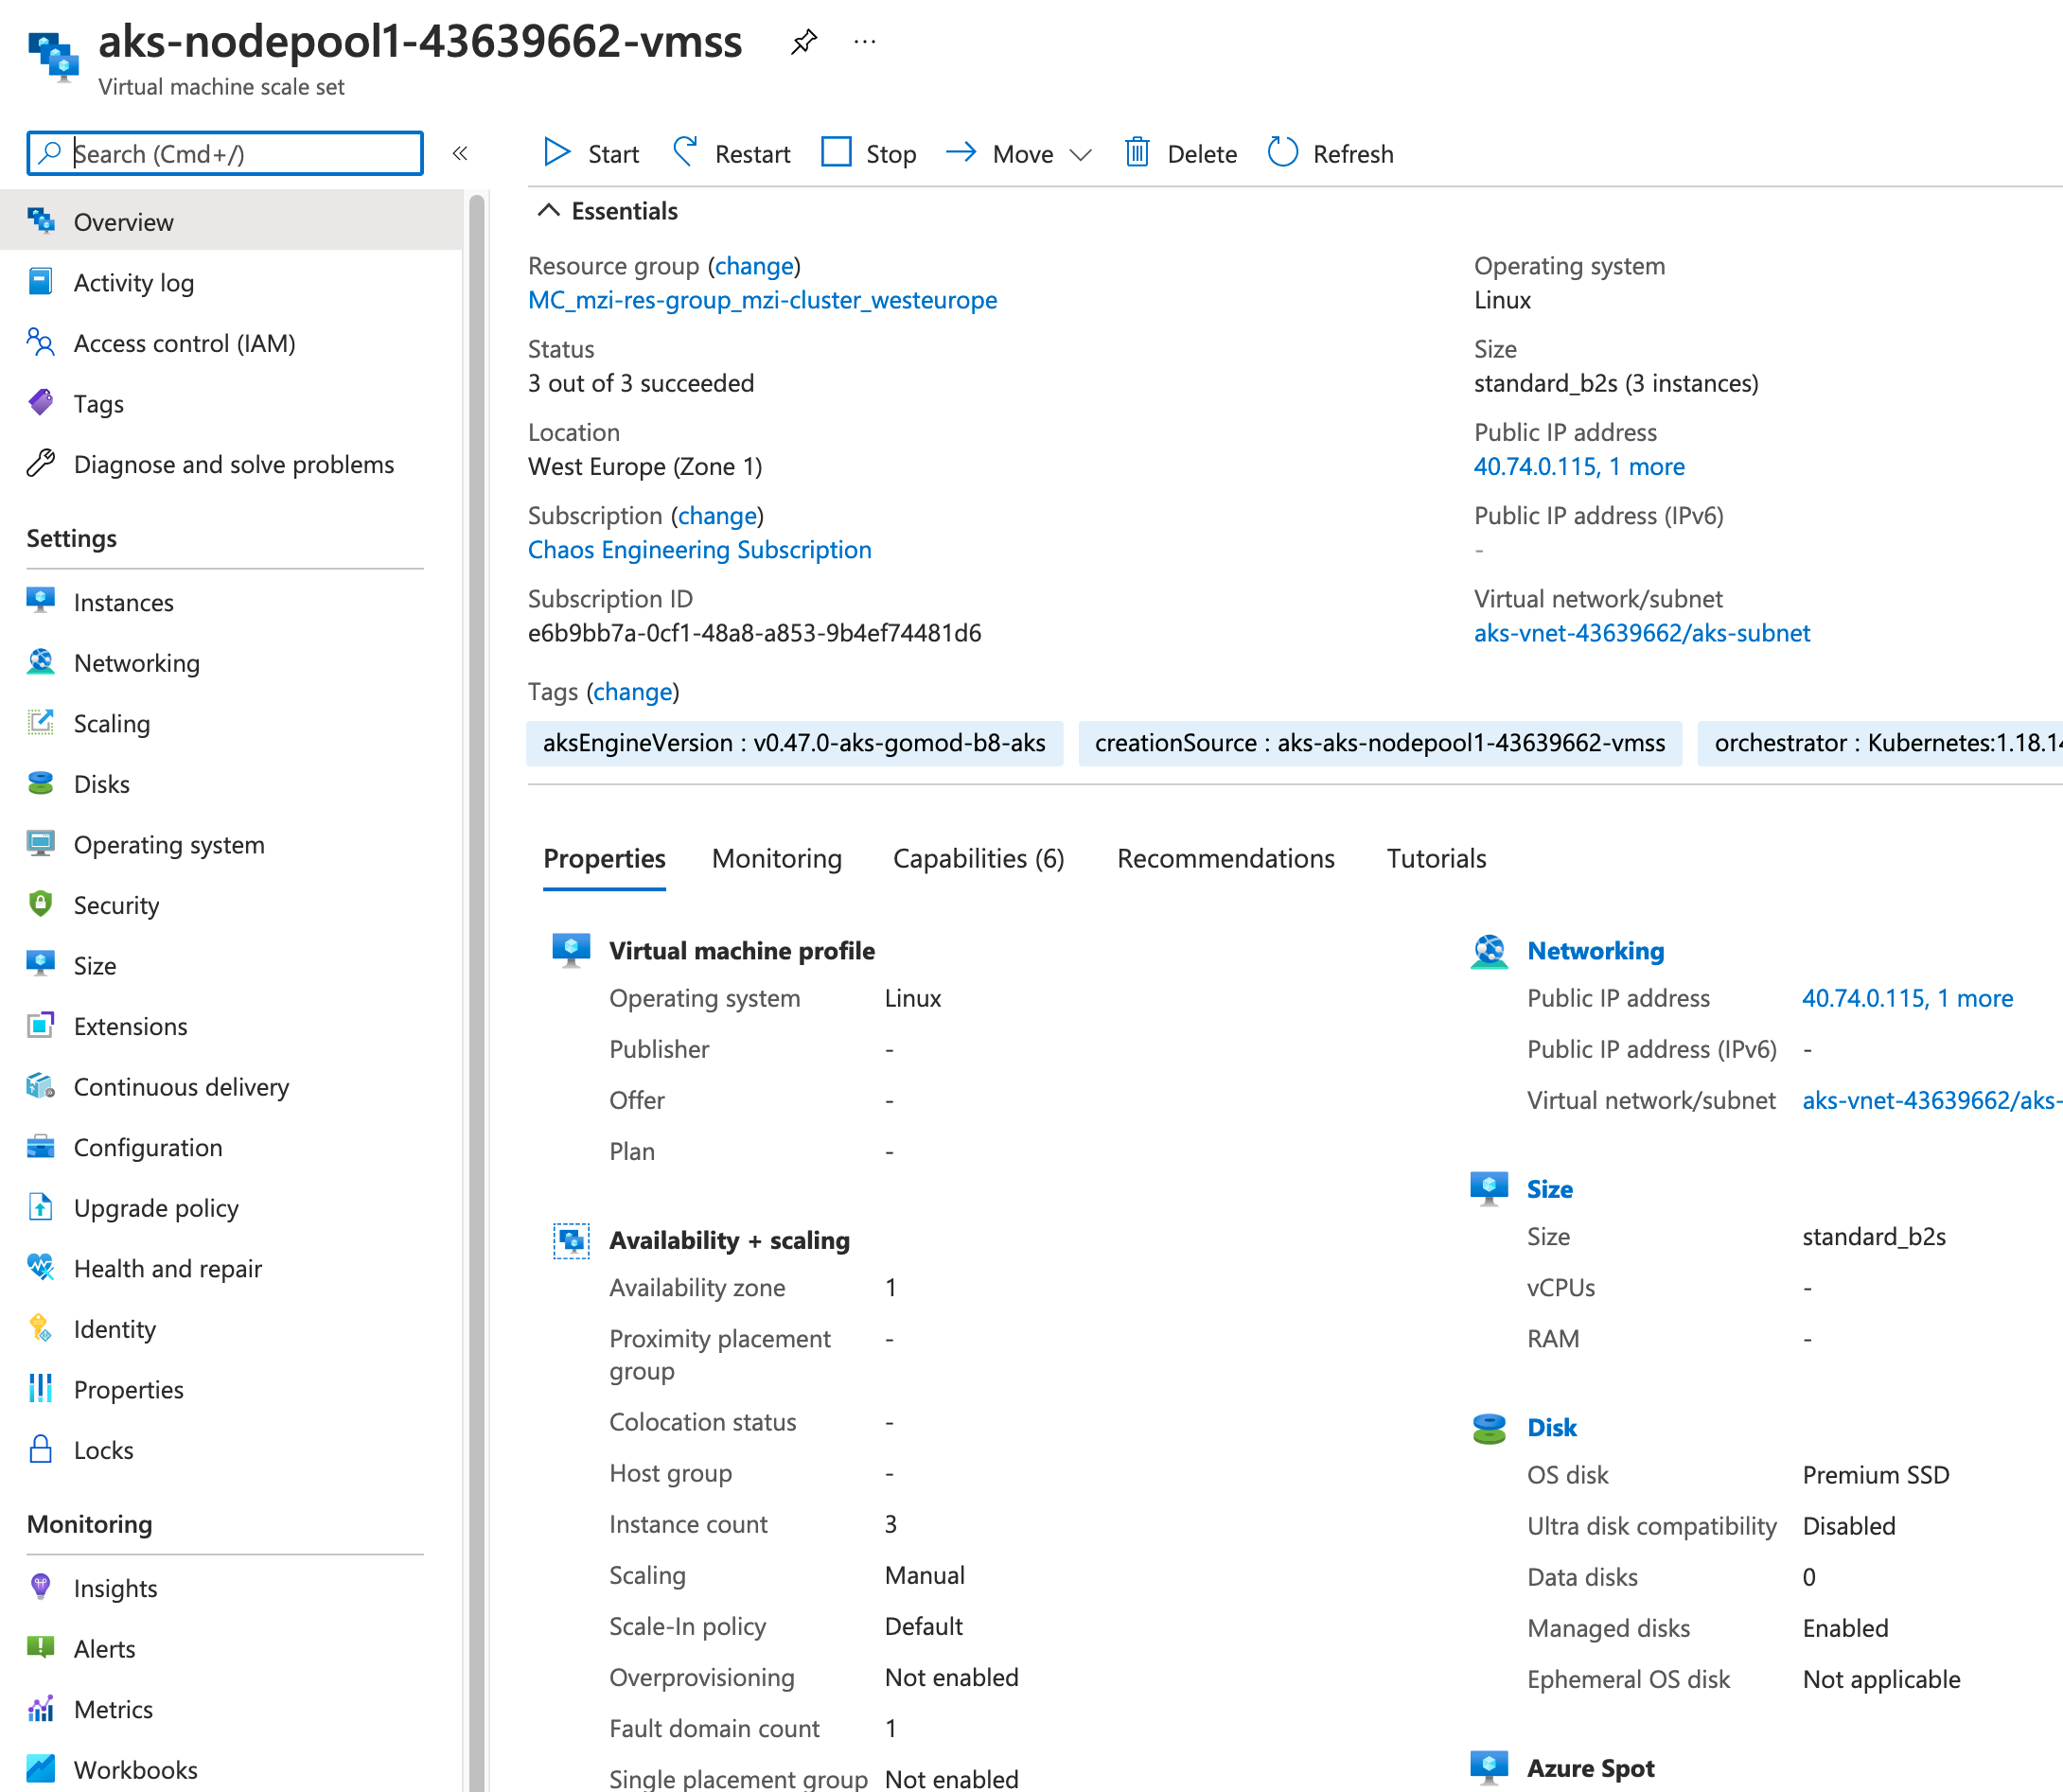 aks-nodepool1-43639662-vmss
Virtual machine scale set
Search (Cmd+/)
«
Start Restart Stop Move Delete Refresh
Overview
Activity log
Access control (IAM)
Tags
Diagnose and solve problems
Settings
Instances
Networking
Scaling
Disks
Operating system
Security
Size
Extensions
Continuous delivery
Configuration
Upgrade policy
Health and repair
Identity
Properties
Locks
Monitoring
Insights
Alerts
Metrics
Workbooks
Essentials
Resource group (change)
MC_mzi-res-group_mzi-cluster_westeurope
Status
3 out of 3 succeeded
Location
West Europe (Zone 1)
Subscription (change)
Chaos Engineering Subscription
Subscription ID
e6b9bb7a-0cf1-48a8-a853-9b4ef74481d6
Operating system
Linux
Size
standard_b2s (3 instances)
Public IP address
40.74.0.115, 1 more
Public IP address (IPv6)
-
Virtual network/subnet
aks-vnet-43639662/aks-subnet
Tags (change)
aksEngineVersion : v0.47.0-aks-gomod-b8-aks creationSource : aks-aks-nodepool1-43639662-vmss orchestrator : Kubernetes:1.18.14
Properties Monitoring Capabilities (6) Recommendations Tutorials
Virtual machine profile
Operating system Linux
Publisher -
Offer -
Plan -
Availability + scaling
Availability zone 1
Proximity placement -
group
Colocation status -
Host group -
Instance count 3
Scaling Manual
Scale-In policy Default
Overprovisioning Not enabled
Fault domain count 1
Single placement group Not enabled
Networking
Public IP address 40.74.0.115, 1 more
Public IP address (IPv6) -
Virtual network/subnet aks-vnet-43639662/aks-
Size
Size standard_b2s
vCPUs -
RAM -
Disk
OS disk Premium SSD
Ultra disk compatibility Disabled
Data disks 0
Managed disks Enabled
Ephemeral OS disk Not applicable
Azure Spot